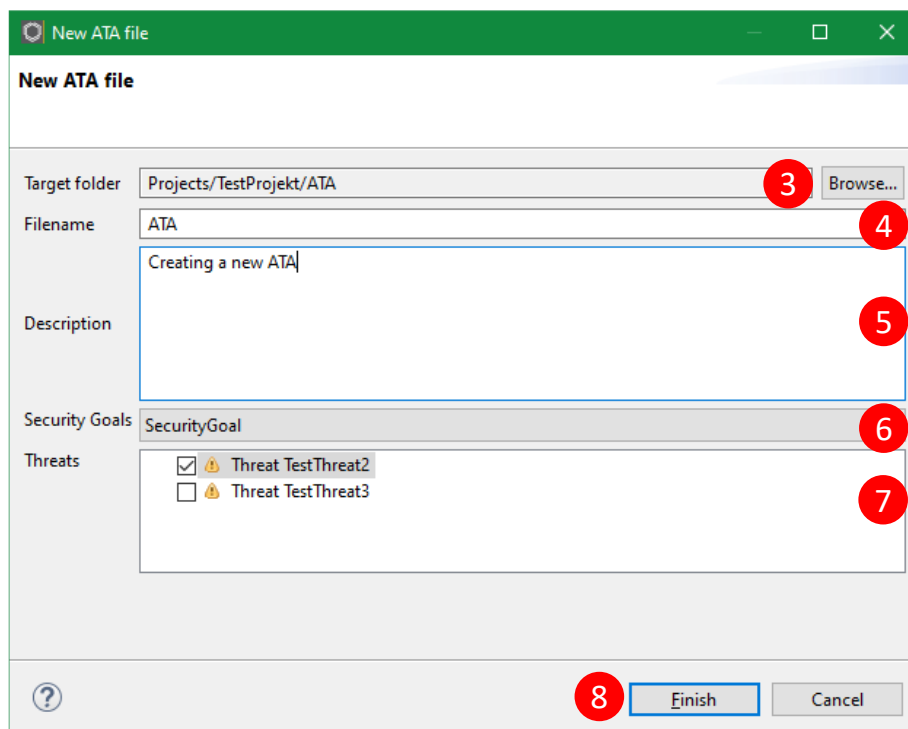 New ATA file
New ATA file
Target folder Projects/TestProjekt/ATA 3 Browse...
Filename ATA 4
Creating a new ATA
Description 5
Security Goals SecurityGoal 6
Threats Threat TestThreat2
Threat TestThreat3
7
? 8 Finish Cancel